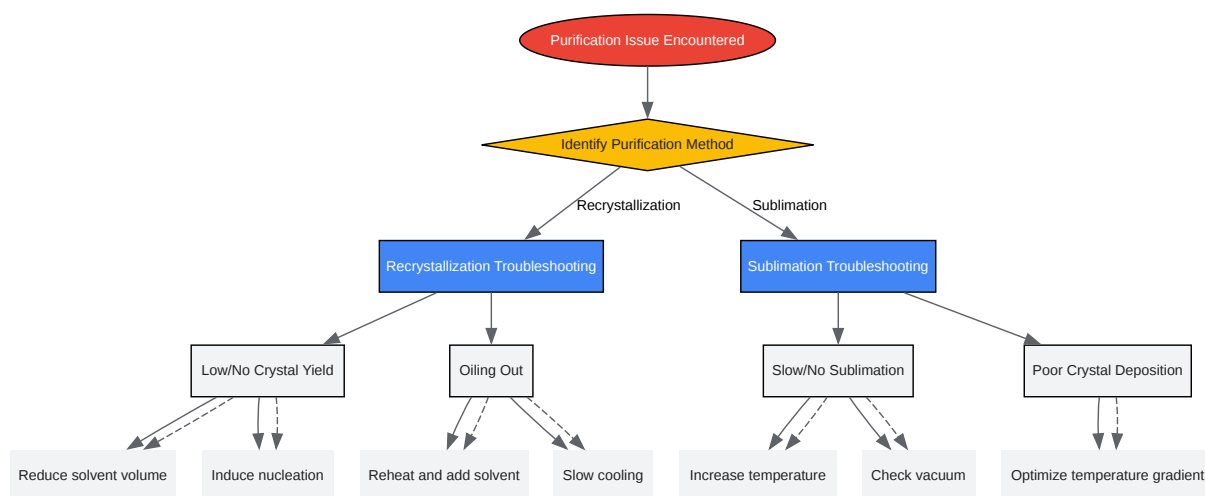 Purification Issue Encountered
Identify Purification Method
Recrystallization
Sublimation
Recrystallization Troubleshooting
Sublimation Troubleshooting
Low/No Crystal Yield
Oiling Out
Slow/No Sublimation
Poor Crystal Deposition
Reduce solvent volume
Induce nucleation
Reheat and add solvent
Slow cooling
Increase temperature
Check vacuum
Optimize temperature gradient